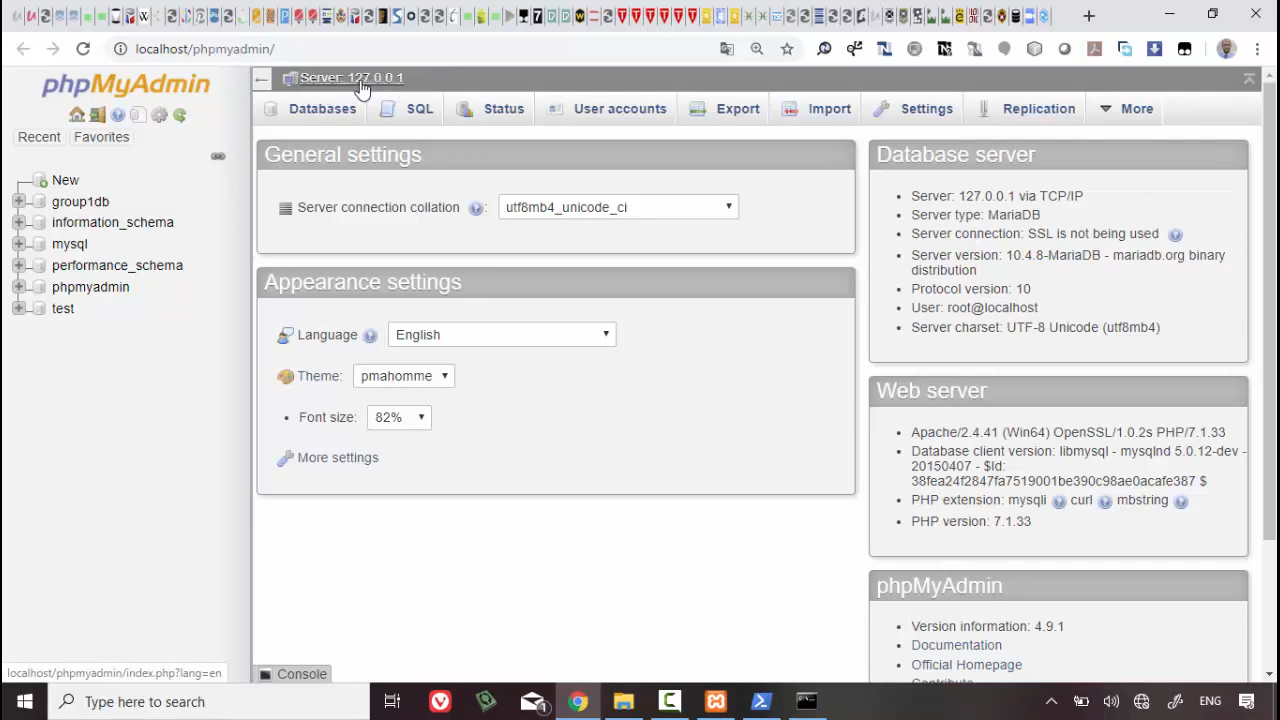 localhost/phpmyadmin/
phpMyAdmin
Recent
Favorites
New
group1db
information_schema
mysql
performance_schema
phpmyadmin
test
localhost/phpmyadmin/index.php?lang=en
Server: 127.0.0.1
Databases
SQL
Status
User accounts
Export
Import
Settings
Replication
More
General settings
Server connection collation :
utf8mb4_unicode_ci
Appearance settings
Language
English
Theme:
pmahomme
Font size:
82%
More settings
Console
Database server
Server: 127.0.0.1 via TCP/IP
Server type: MariaDB
Server connection: SSL is not being used
Server version: 10.4.8-MariaDB - mariadb.org binary
distribution
Protocol version: 10
User: root@localhost
Server charset: UTF-8 Unicode (utf8mb4)
Web server
Apache/2.4.41 (Win64) OpenSSL/1.0.2s PHP/7.1.33
Database client version: libmysql - mysqlnd 5.0.12-dev -
20150407 - $Id:
38fea24f2847fa7519001be390c98ae0acafe387 $
PHP extension: mysqli curl mbstring
PHP version: 7.1.33
phpMyAdmin
Version information: 4.9.1
Documentation
Official Homepage
Contribute
Type here to search
ENG